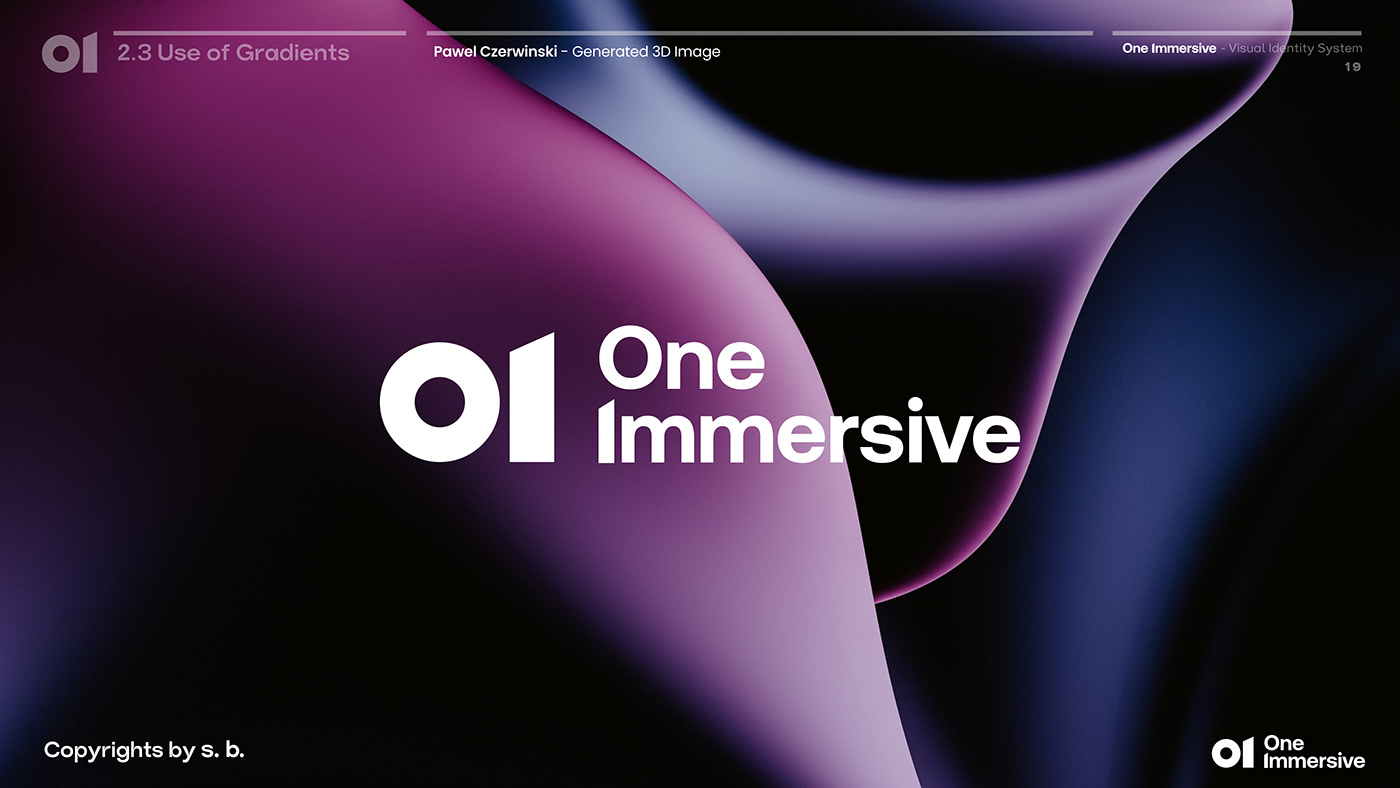 01 2.3 Use of Gradients
Pawel Czerwinski – Generated 3D Image
One Immersive - Visual Identity System
19
01
One
Immersive
Copyrights by s. b.
01
One
Immersive